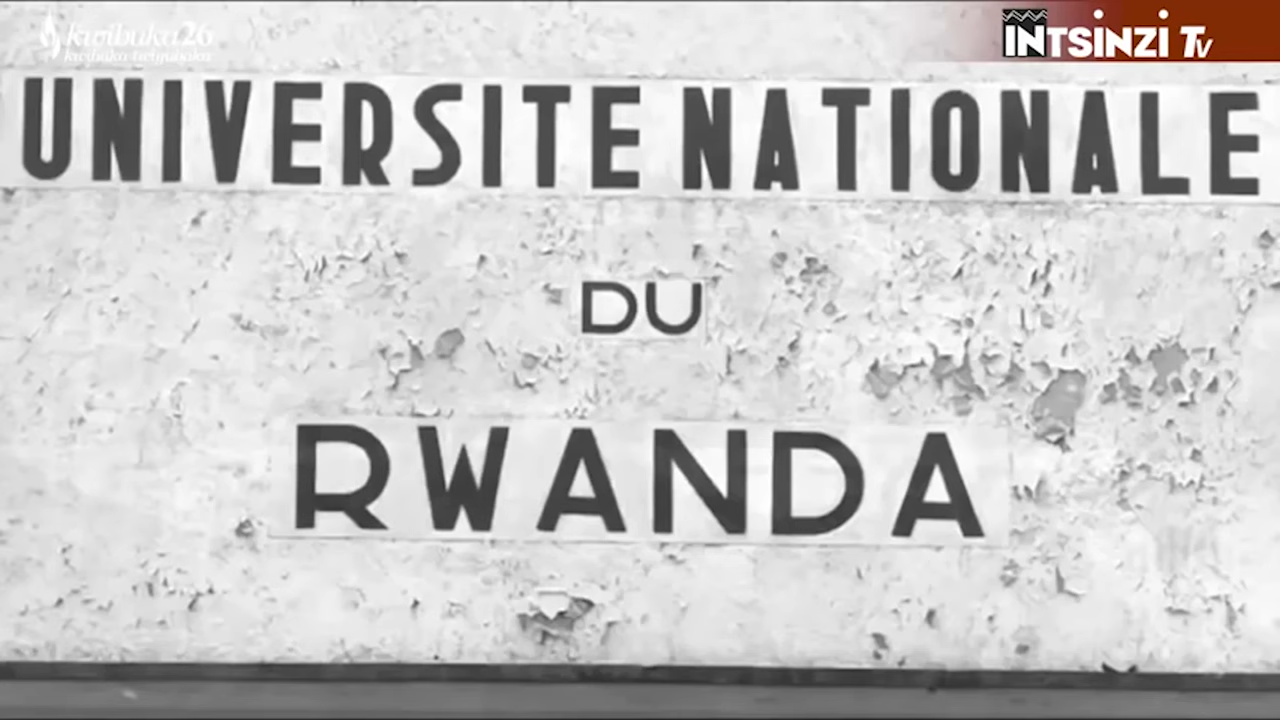 kwibuka26
INTSINZI TV
UNIVERSITE NATIONALE
DU
RWANDA